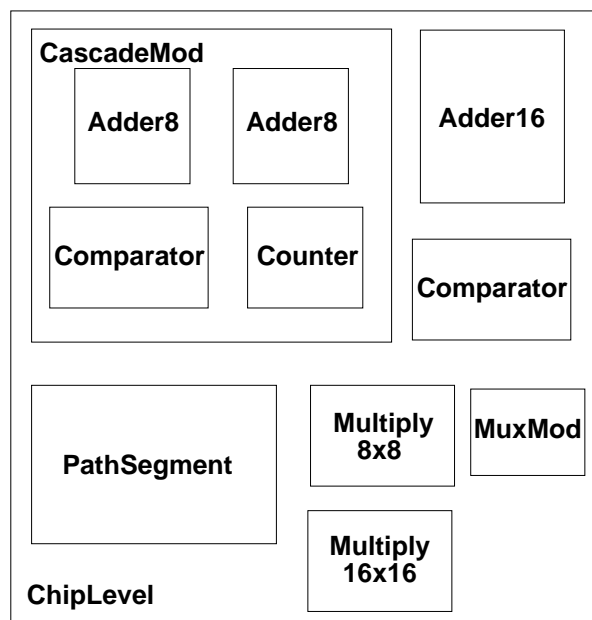 CascadeMod
Adder8
Adder8
Adder16
Comparator
Counter
Comparator
PathSegment
Multiply
8x8
MuxMod
Multiply
16x16
ChipLevel